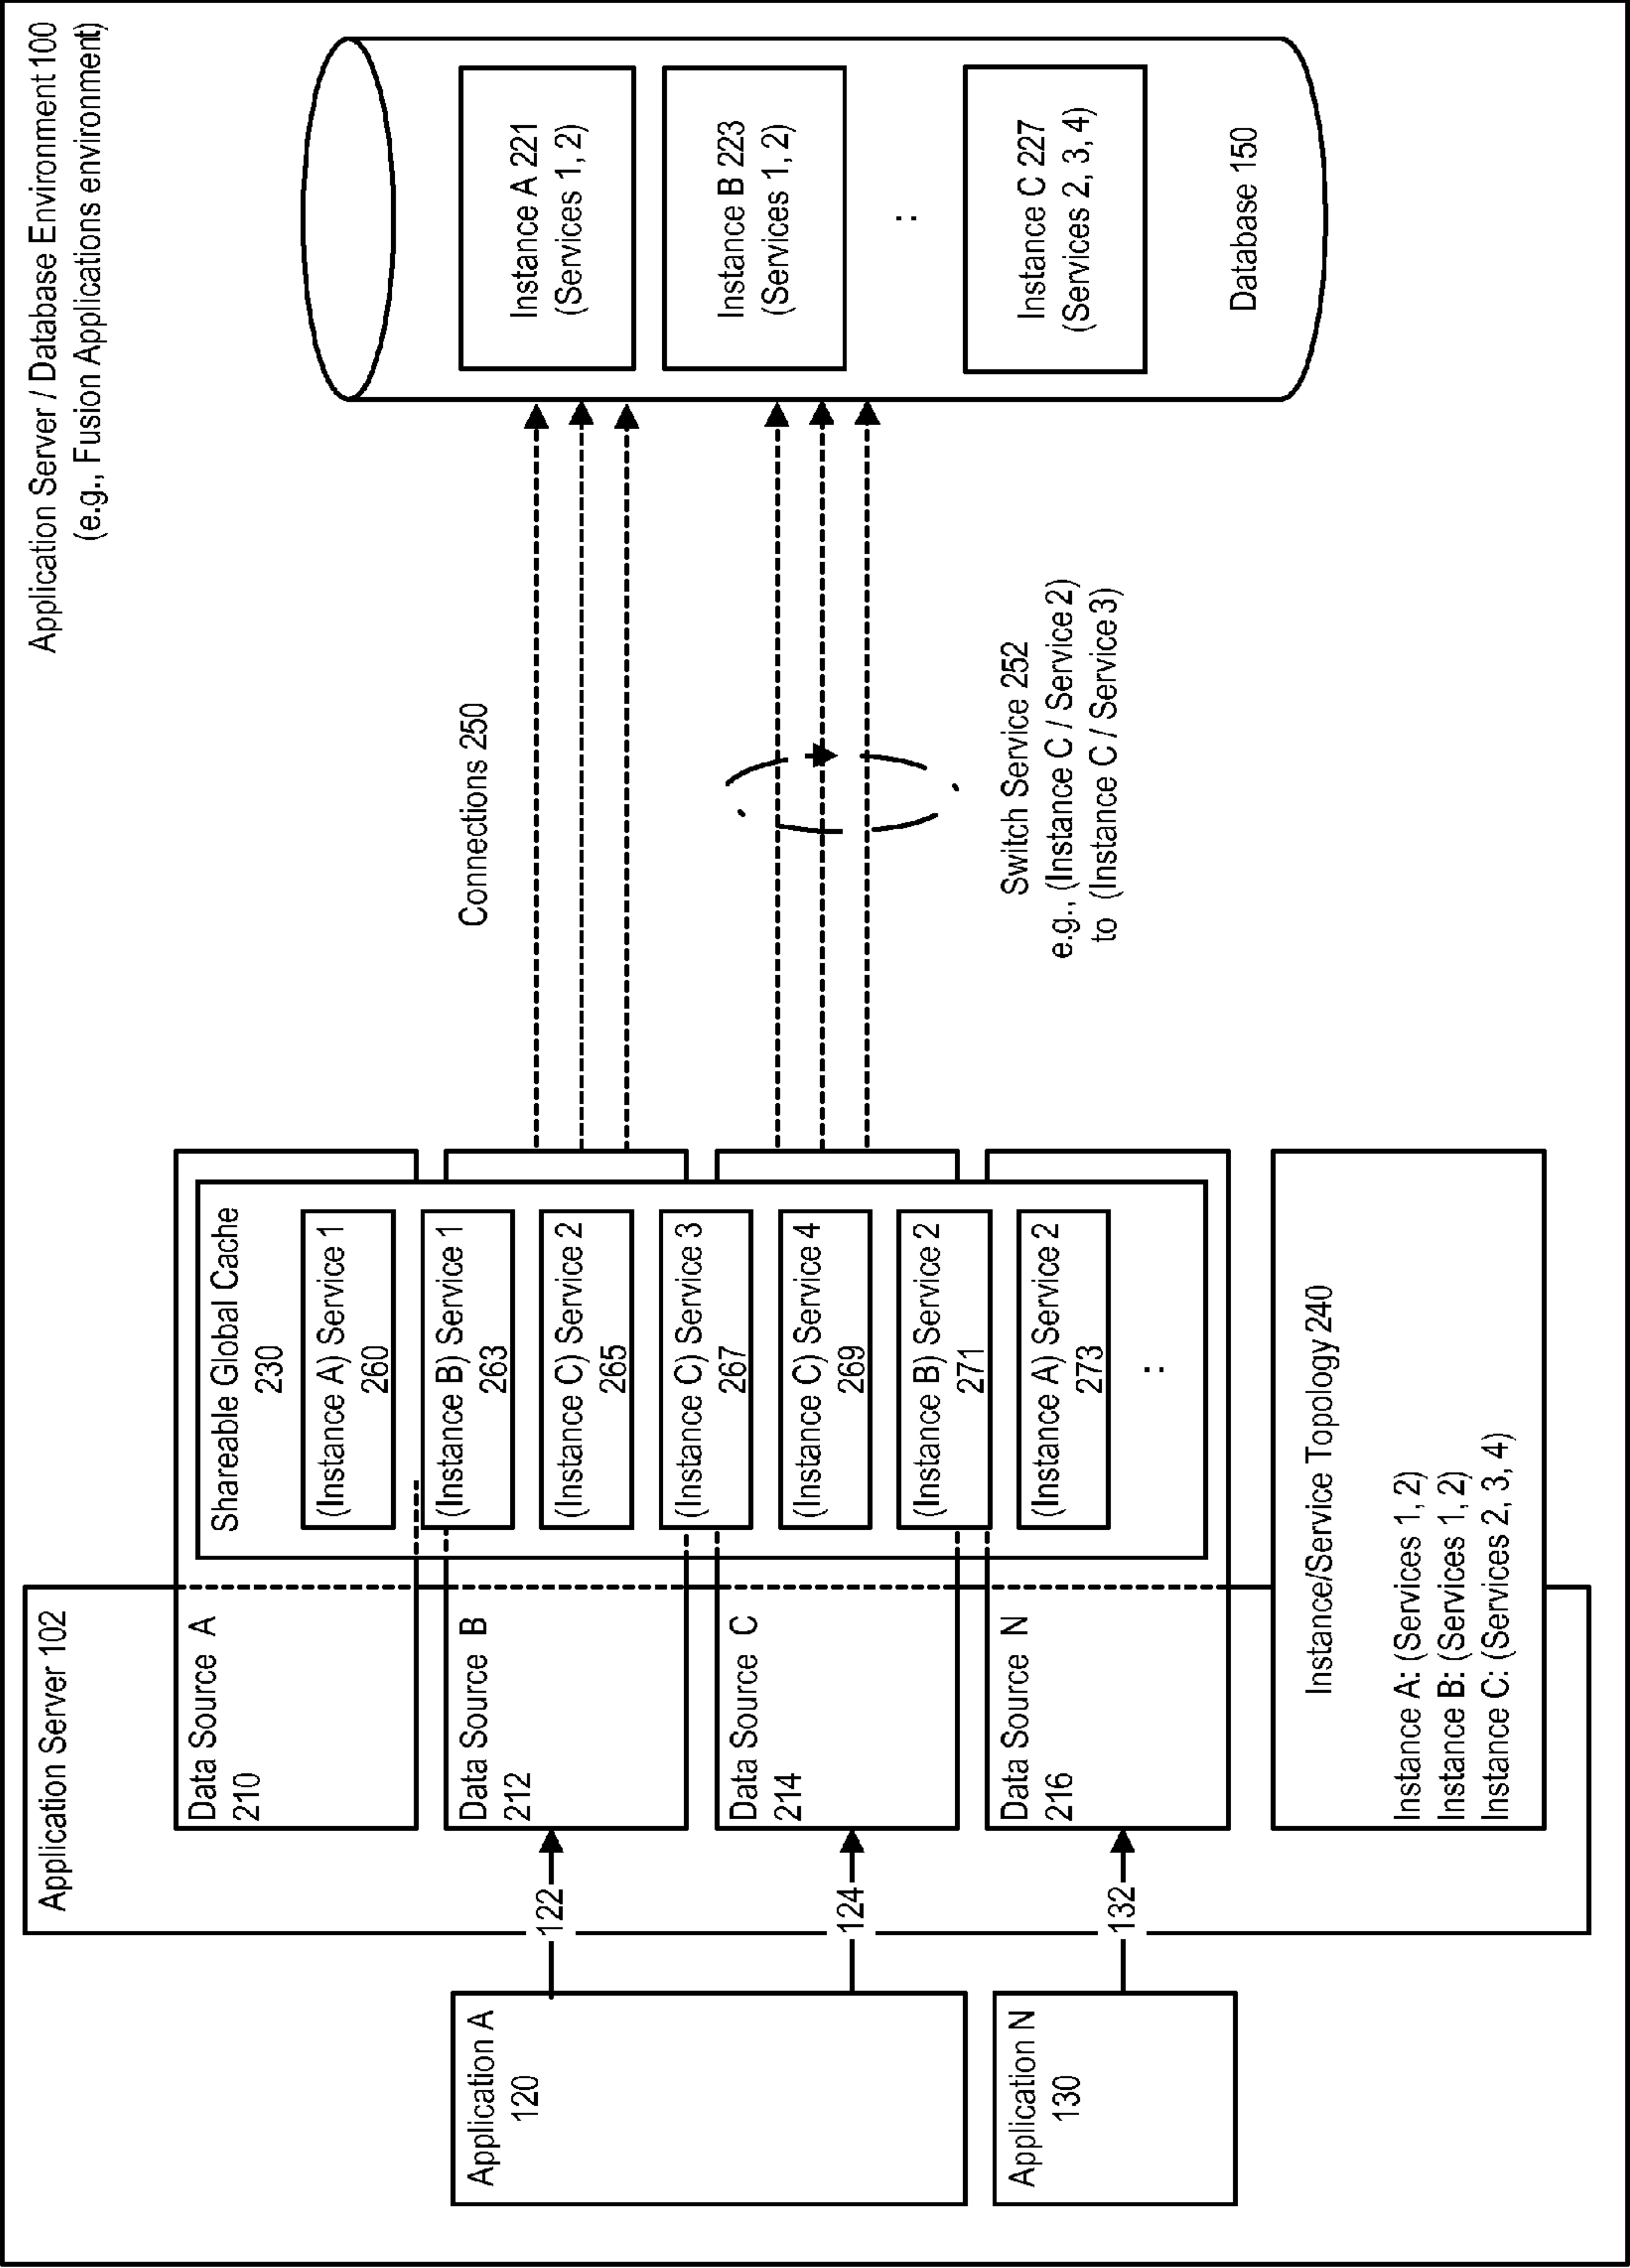 Application Server / Database Environment 100
(e.g., Fusion Applications environment)
Application Server 102
Data Source A
210
Data Source B
212
Data Source C
214
Data Source N
216
Shareable Global Cache
230
(Instance A) Service 1
260
(Instance B) Service 1
263
(Instance C) Service 2
265
(Instance C) Service 3
267
(Instance C) Service 4
269
(Instance B) Service 2
271
(Instance A) Service 2
273
:
Instance/Service Topology 240
Instance A: (Services 1, 2)
Instance B: (Services 1, 2)
Instance C: (Services 2, 3, 4)
Application A
120
Application N
130
122
124
132
Connections 250
Switch Service 252
e.g., (Instance C / Service 2)
to (Instance C / Service 3)
Instance A 221
(Services 1, 2)
Instance B 223
(Services 1, 2)
:
Instance C 227
(Services 2, 3, 4)
Database 150